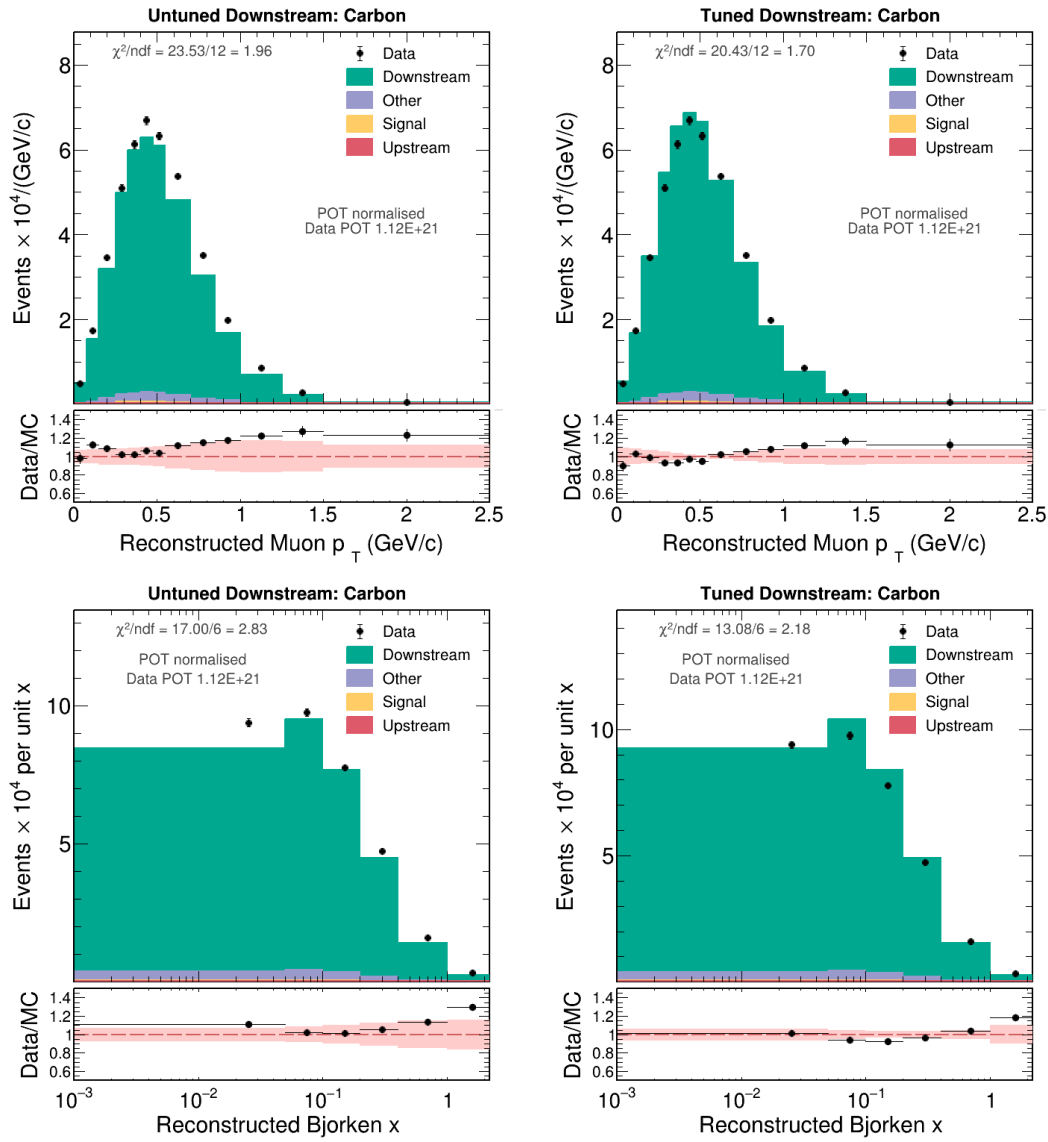 Untuned Downstream: Carbon
χ²/ndf = 23.53/12 = 1.96
Data
Downstream
Other
Signal
Upstream
POT normalised
Data POT 1.12E+21
Events × 10⁴/(GeV/c)
8
6
4
2
Data/MC
1.4
1.2
1
0.8
0.6
0 0.5 1 1.5 2 2.5
Reconstructed Muon p_T (GeV/c)
Tuned Downstream: Carbon
χ²/ndf = 20.43/12 = 1.70
Data
Downstream
Other
Signal
Upstream
POT normalised
Data POT 1.12E+21
Events × 10⁴/(GeV/c)
8
6
4
2
Data/MC
1.4
1.2
1
0.8
0.6
0 0.5 1 1.5 2 2.5
Reconstructed Muon p_T (GeV/c)
Untuned Downstream: Carbon
χ²/ndf = 17.00/6 = 2.83
POT normalised
Data POT 1.12E+21
Data
Downstream
Other
Signal
Upstream
Events × 10⁴ per unit x
10
5
Data/MC
1.4
1.2
1
0.8
0.6
10⁻³ 10⁻² 10⁻¹ 1
Reconstructed Bjorken x
Tuned Downstream: Carbon
χ²/ndf = 13.08/6 = 2.18
POT normalised
Data POT 1.12E+21
Data
Downstream
Other
Signal
Upstream
Events × 10⁴ per unit x
10
5
Data/MC
1.4
1.2
1
0.8
0.6
10⁻³ 10⁻² 10⁻¹ 1
Reconstructed Bjorken x